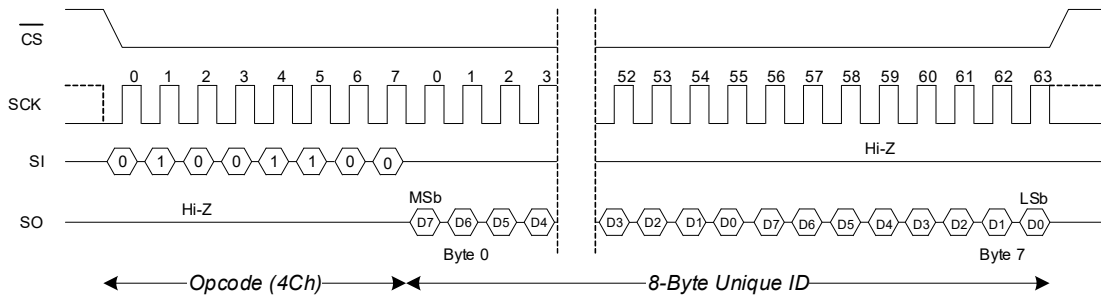 CS
0 1 2 3 4 5 6 7 0 1 2 3 52 53 54 55 56 57 58 59 60 61 62 63
SCK
Hi-Z
SI 0 1 0 0 1 1 0 0
MSb LSb
Hi-Z
SO D7 D6 D5 D4 D3 D2 D1 D0 D7 D6 D5 D4 D3 D2 D1 D0
Byte 0 Byte 7
Opcode (4Ch) 8-Byte Unique ID